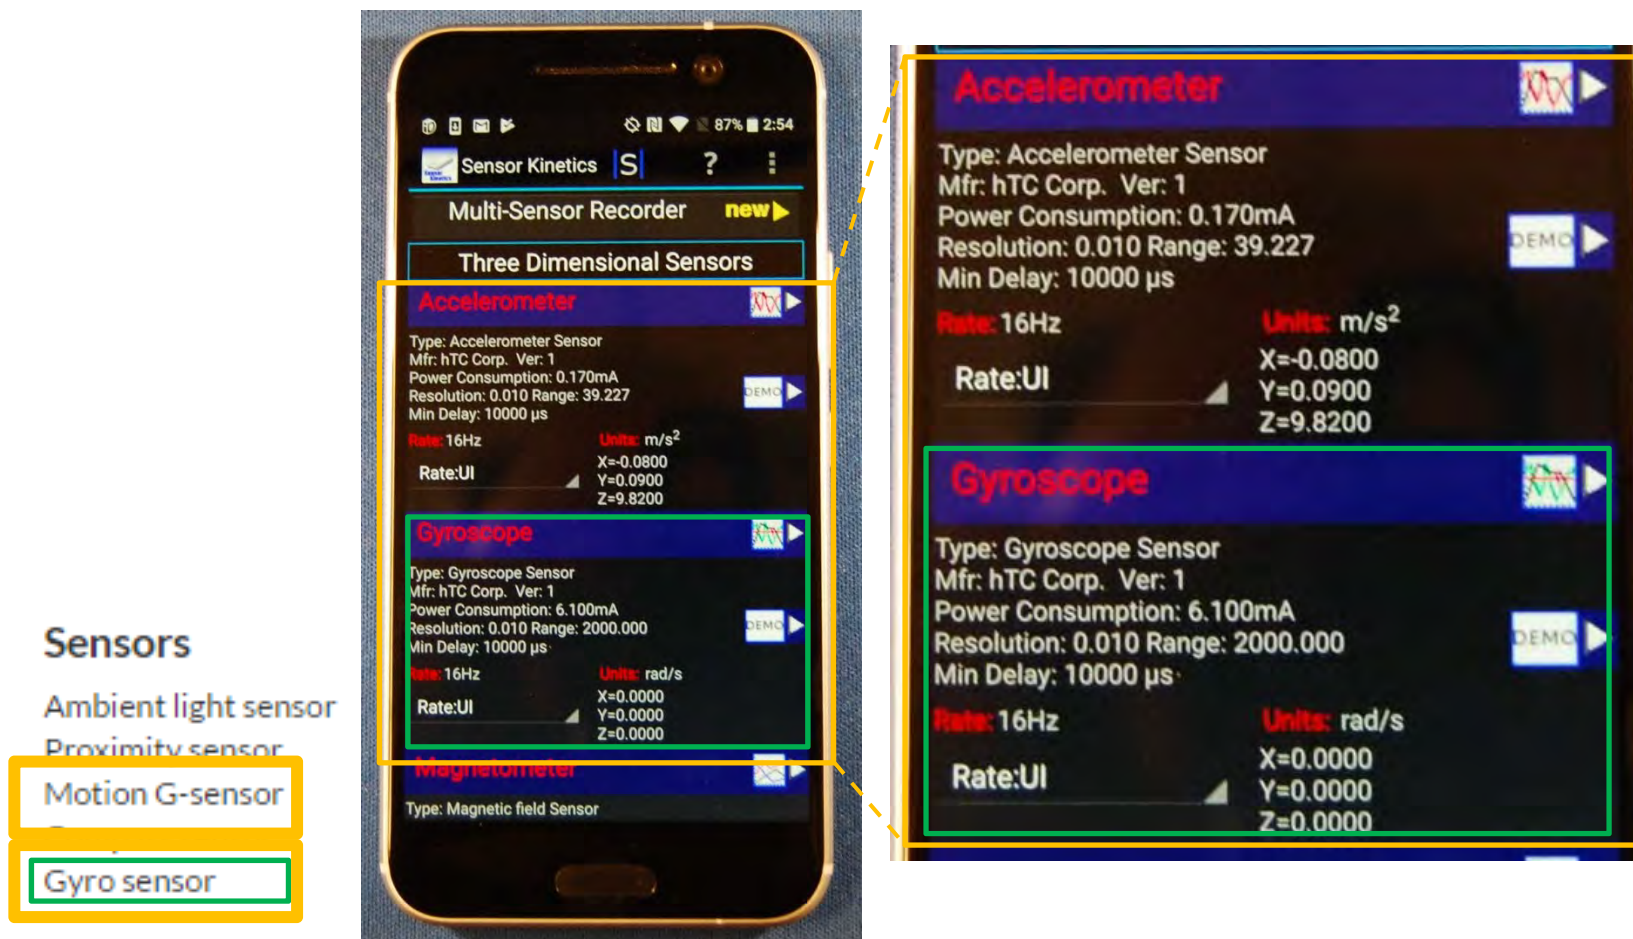 Sensors
Ambient light sensor
Proximity sensor
Motion G-sensor
Gyro sensor
87% 2:54
Sensor Kinetics S ?
Multi-Sensor Recorder new
Three Dimensional Sensors
Accelerometer
Type: Accelerometer Sensor
Mfr: hTC Corp. Ver: 1
Power Consumption: 0.170mA
Resolution: 0.010 Range: 39.227
DEMO
Min Delay: 10000 µs
Rate: 16Hz Units: m/s²
Rate:UI
X=-0.0800
Y=0.0900
Z=9.8200
Gyroscope
Type: Gyroscope Sensor
Mfr: hTC Corp. Ver: 1
Power Consumption: 6.100mA
Resolution: 0.010 Range: 2000.000
DEMO
Min Delay: 10000 µs
Rate: 16Hz Units: rad/s
Rate:UI
X=0.0000
Y=0.0000
Z=0.0000
Magnetometer
Type: Magnetic field Sensor
Accelerometer
Type: Accelerometer Sensor
Mfr: hTC Corp. Ver: 1
Power Consumption: 0.170mA
Resolution: 0.010 Range: 39.227
DEMO
Min Delay: 10000 µs
Rate: 16Hz Units: m/s²
Rate:UI
X=-0.0800
Y=0.0900
Z=9.8200
Gyroscope
Type: Gyroscope Sensor
Mfr: hTC Corp. Ver: 1
Power Consumption: 6.100mA
Resolution: 0.010 Range: 2000.000
DEMO
Min Delay: 10000 µs
Rate: 16Hz Units: rad/s
Rate:UI
X=0.0000
Y=0.0000
Z=0.0000